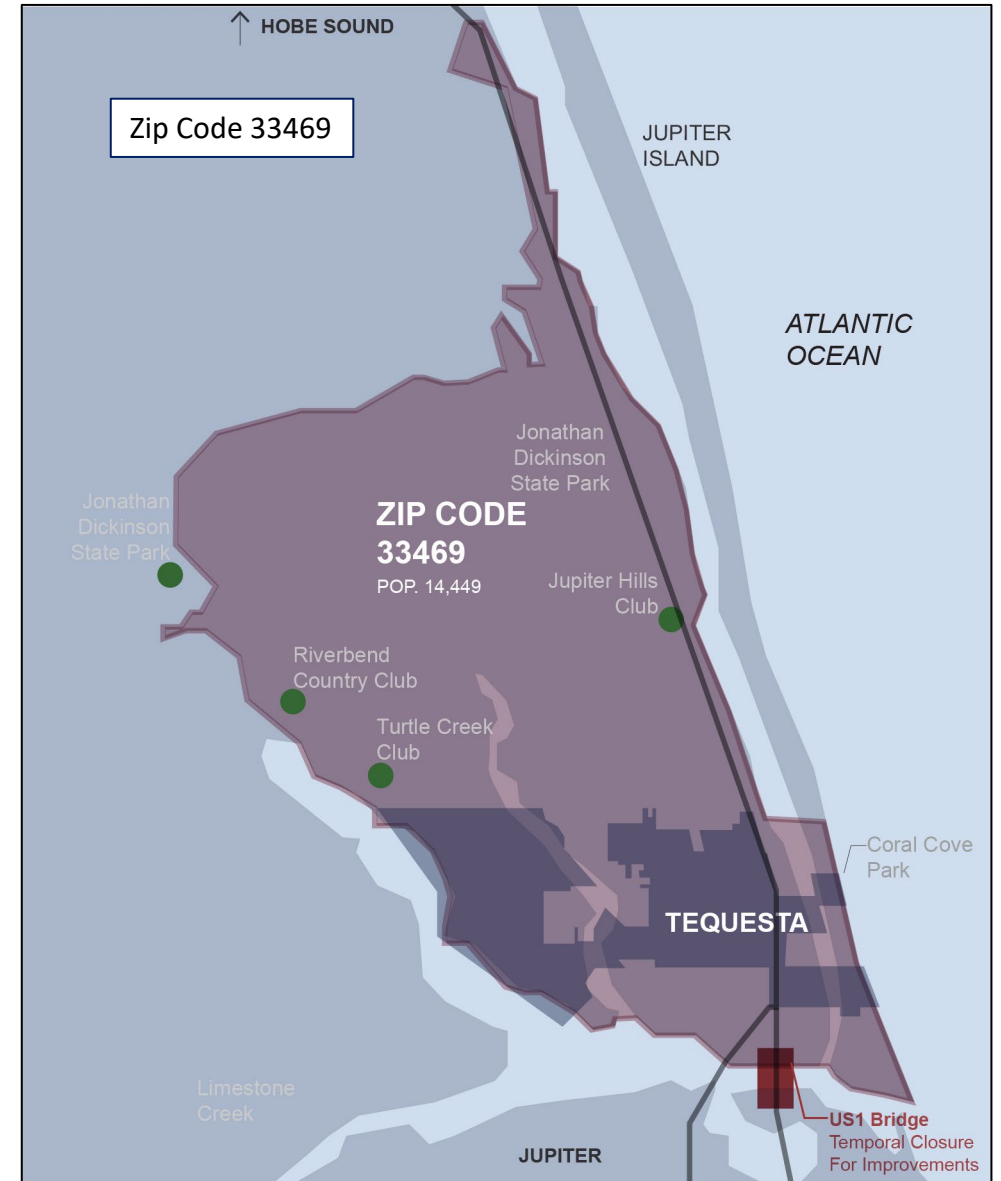 HOBE SOUND
Zip Code 33469
JUPITER
ISLAND
ATLANTIC
OCEAN
Jonathan
Dickinson
State Park
Jonathan
Dickinson
State Park
ZIP CODE
33469
POP. 14,449
Jupiter Hills
Club
Riverbend
Country Club
Turtle Creek
Club
Coral Cove
Park
TEQUESTA
Limestone
Creek
US1 Bridge
Temporal Closure
For Improvements
JUPITER